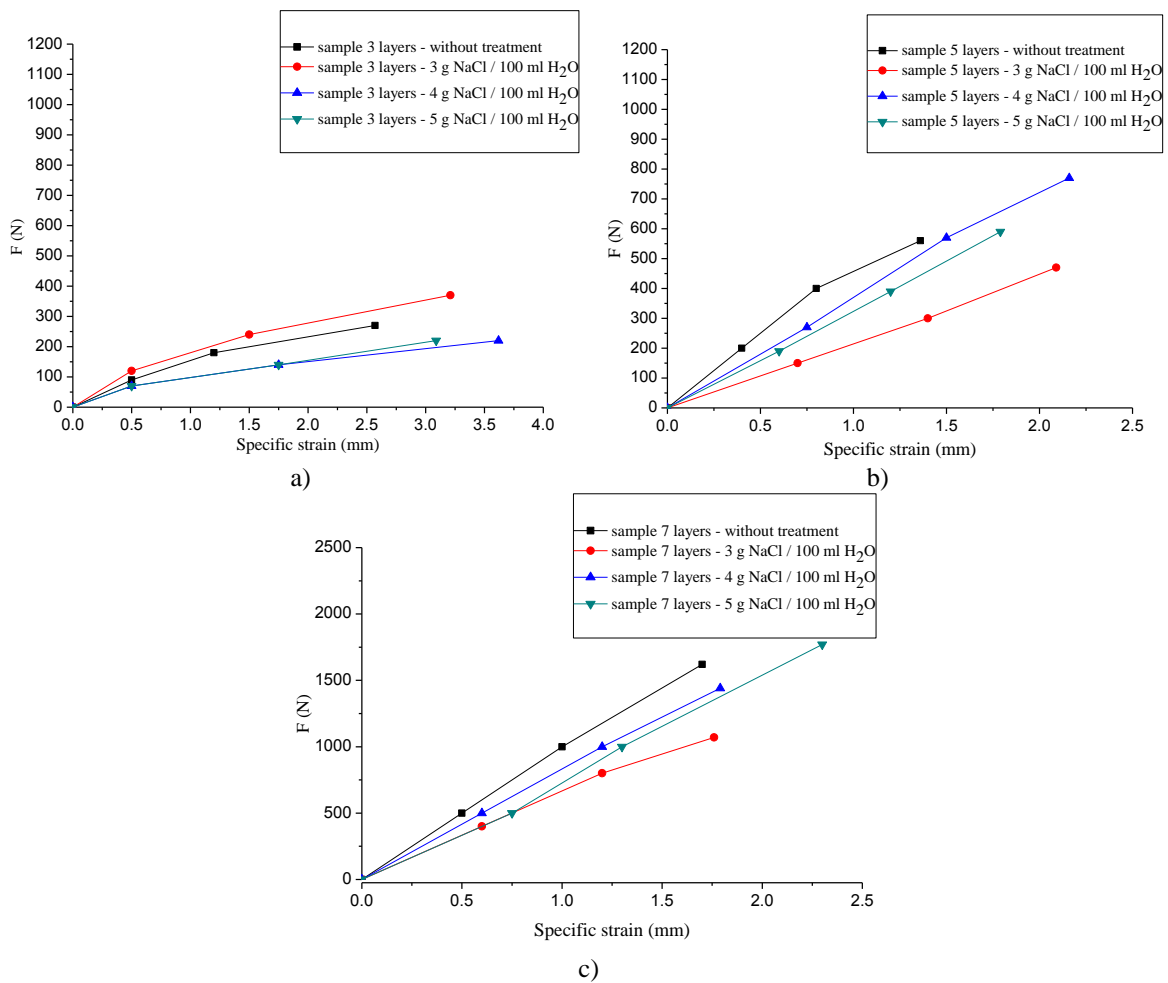 sample 3 layers - without treatment
sample 3 layers - 3 g NaCl / 100 ml H2O
sample 3 layers - 4 g NaCl / 100 ml H2O
sample 3 layers - 5 g NaCl / 100 ml H2O
1200
1100
1000
900
800
700
600
500
400
300
200
100
0
F (N)
0.0 0.5 1.0 1.5 2.0 2.5 3.0 3.5 4.0
Specific strain (mm)
a)
sample 5 layers - without treatment
sample 5 layers - 3 g NaCl / 100 ml H2O
sample 5 layers - 4 g NaCl / 100 ml H2O
sample 5 layers - 5 g NaCl / 100 ml H2O
1200
1100
1000
900
800
700
600
500
400
300
200
100
0
F (N)
0.0 0.5 1.0 1.5 2.0 2.5
Specific strain (mm)
b)
sample 7 layers - without treatment
sample 7 layers - 3 g NaCl / 100 ml H2O
sample 7 layers - 4 g NaCl / 100 ml H2O
sample 7 layers - 5 g NaCl / 100 ml H2O
2500
2000
1500
1000
500
0
F (N)
0.0 0.5 1.0 1.5 2.0 2.5
Specific strain (mm)
c)